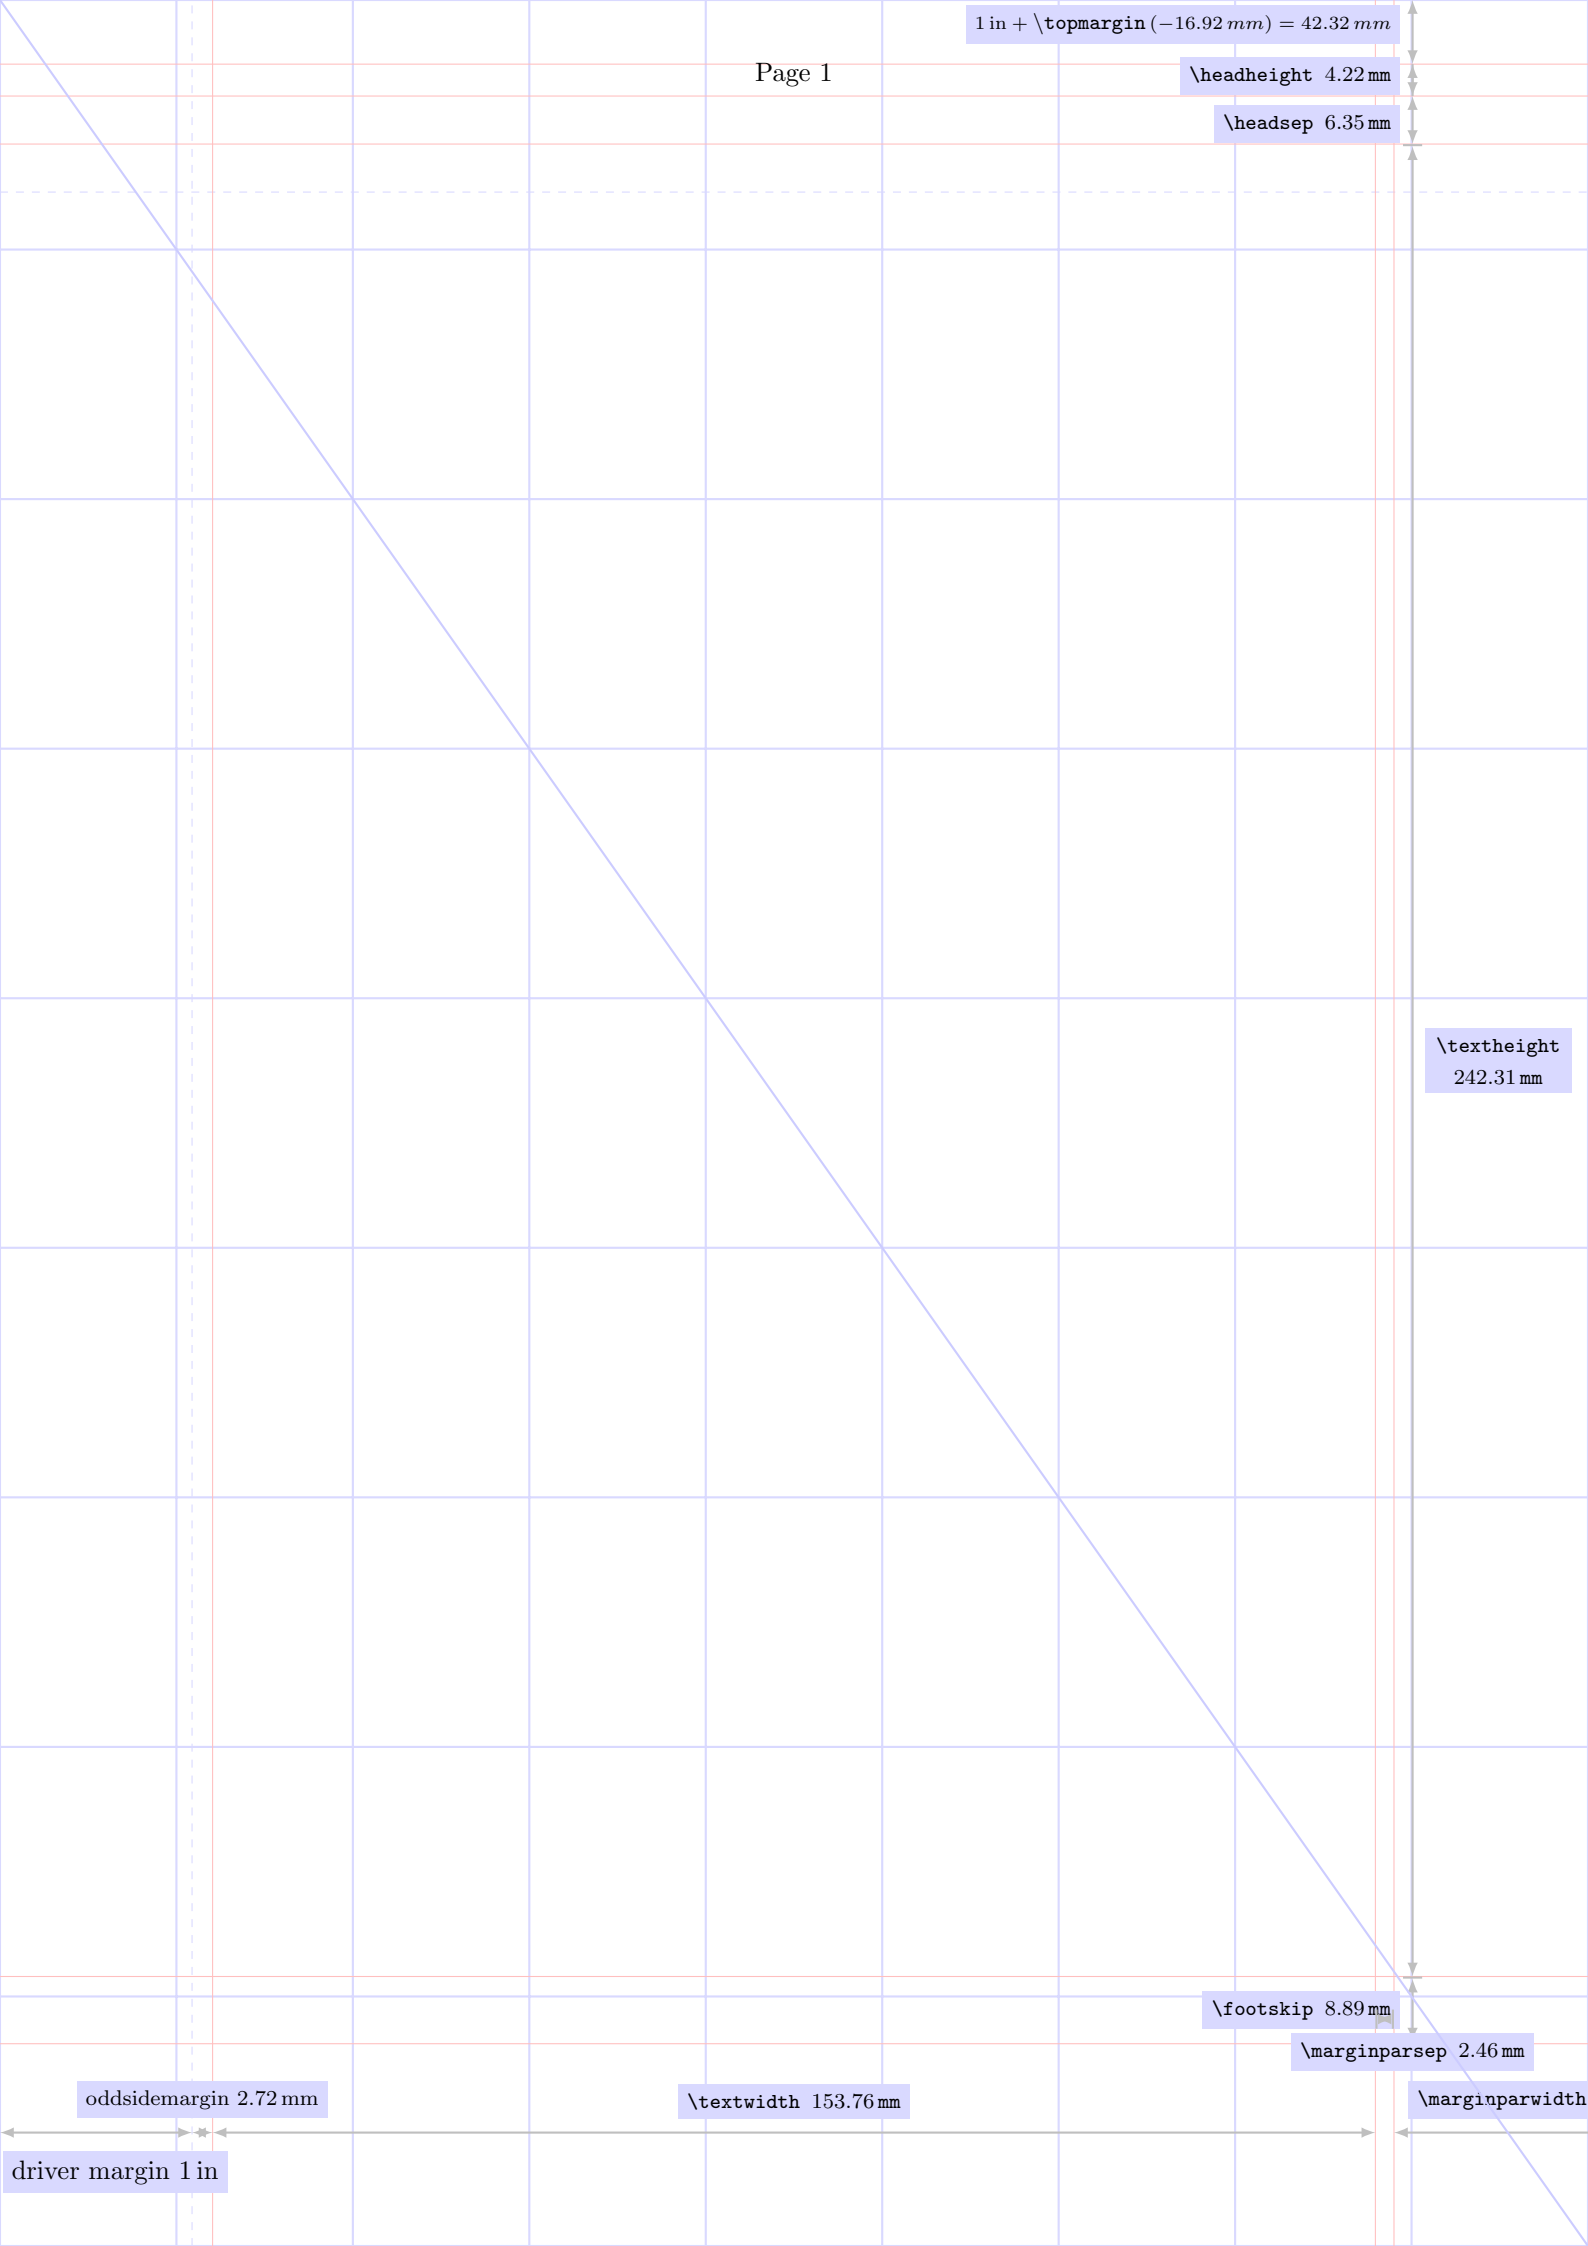 1 in + \topmargin (−16.92 mm) = 42.32 mm
Page 1
\headheight 4.22 mm
\headsep 6.35 mm
\textheight
242.31 mm
\footskip 8.89 mm
\marginparsep 2.46 mm
oddsidemargin 2.72 mm
\textwidth 153.76 mm
\marginparwidth
driver margin 1 in